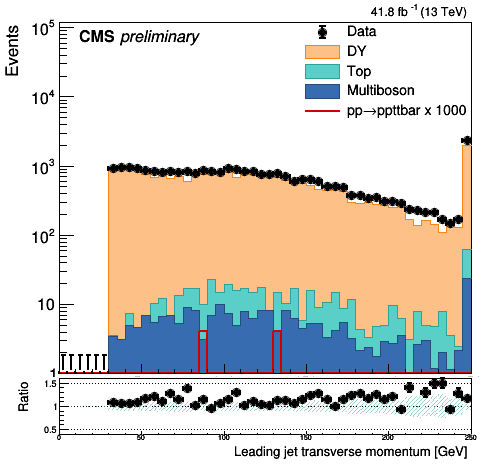 41.8 fb⁻¹ (13 TeV)
CMS preliminary
Data
DY
Top
Multiboson
pp→ppttbar x 1000
Events
10⁵
10⁴
10³
10²
10
1
Ratio
1.5
1
0.5
0 50 100 150 200 250
Leading jet transverse momentum [GeV]